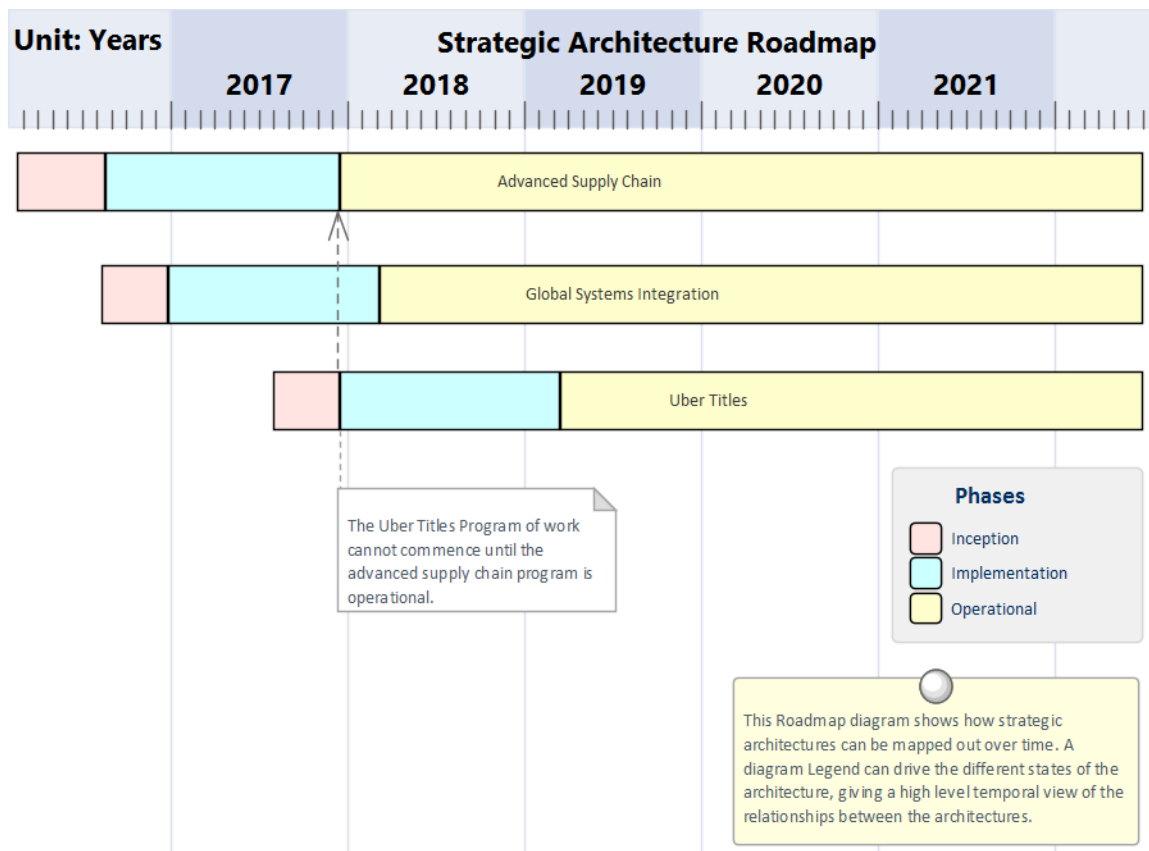 Unit: Years
Strategic Architecture Roadmap
2017
2018
2019
2020
2021
Advanced Supply Chain
Global Systems Integration
Uber Titles
The Uber Titles Program of work
cannot commence until the
advanced supply chain program is
operational.
Phases
Inception
Implementation
Operational
This Roadmap diagram shows how strategic
architectures can be mapped out over time. A
diagram Legend can drive the different states of the
architecture, giving a high level temporal view of the
relationships between the architectures.